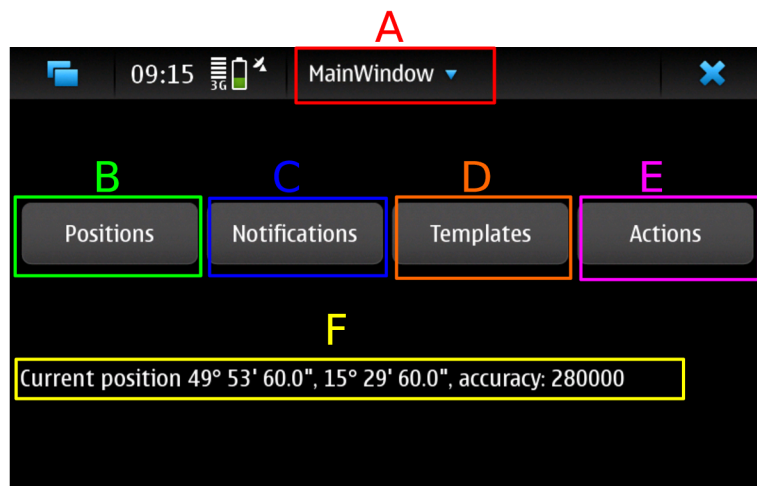 A
09:15 3G MainWindow
B C D E
Positions Notifications Templates Actions
F
Current position 49° 53' 60.0", 15° 29' 60.0", accuracy: 280000